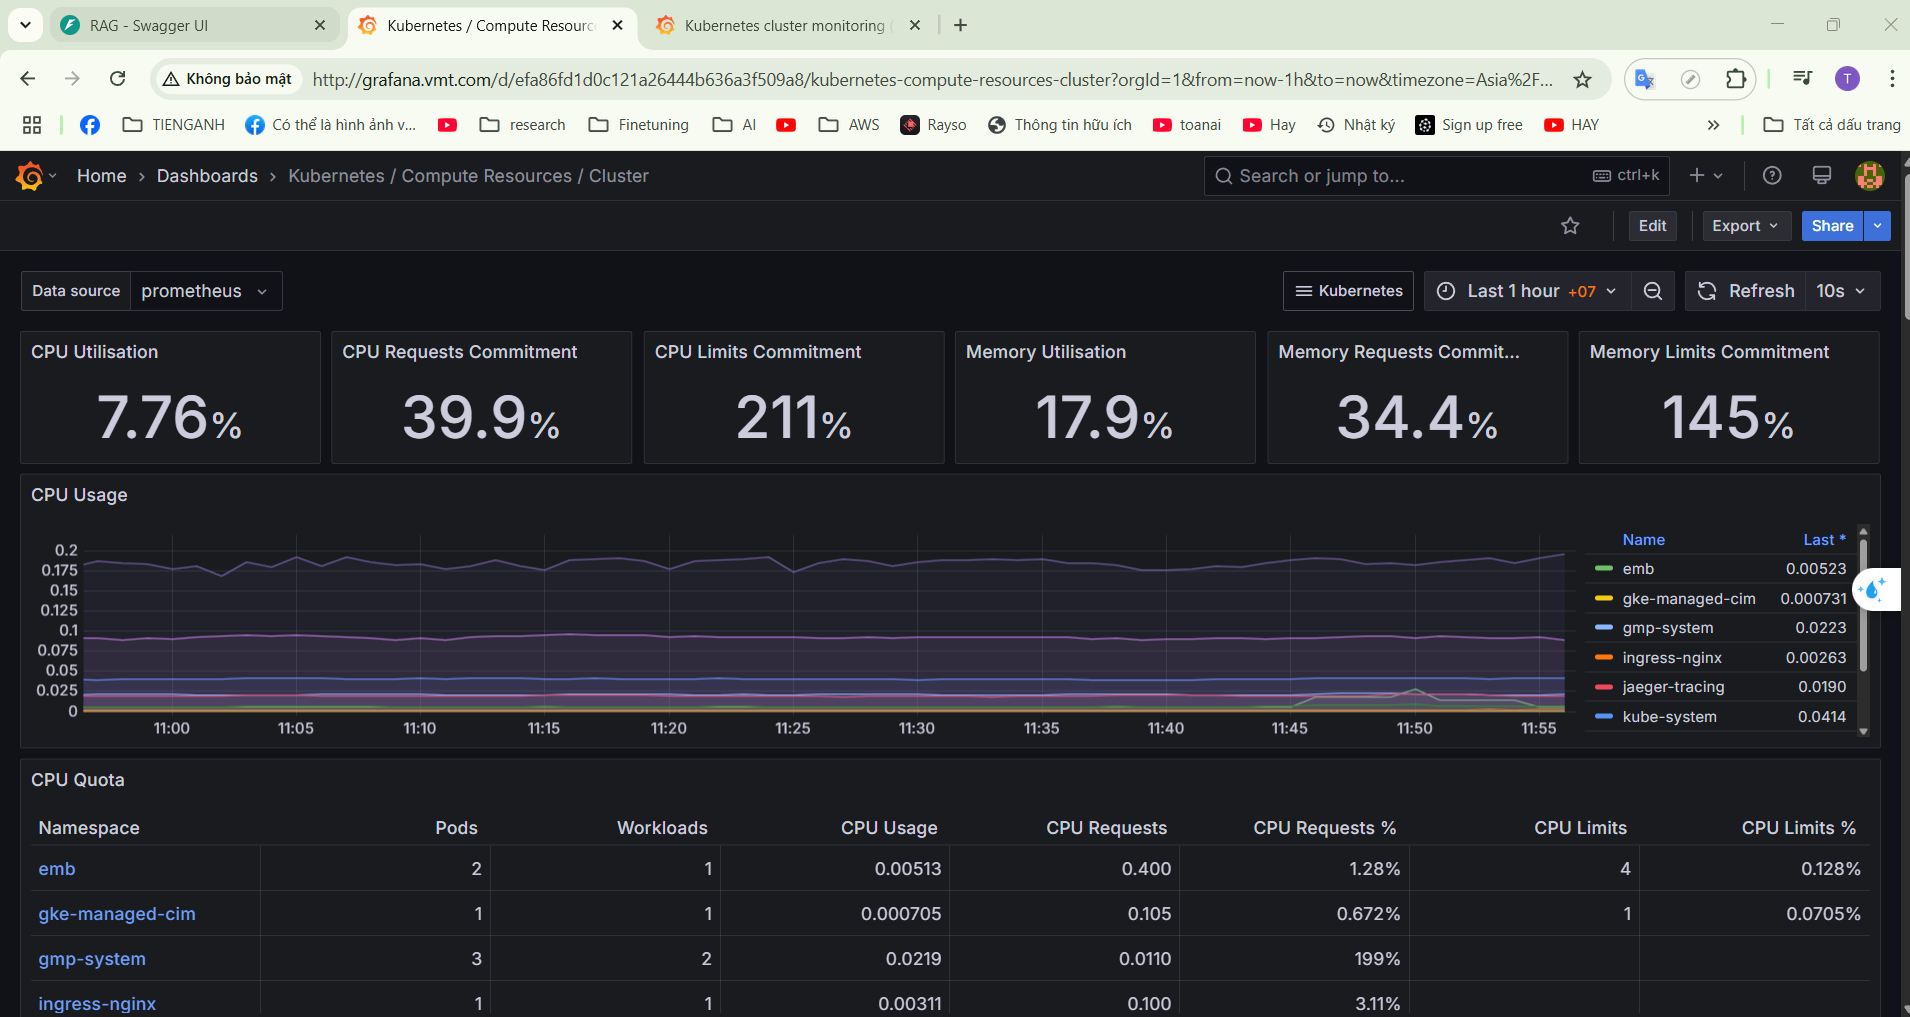 RAG - Swagger UI
Kubernetes / Compute Resourc
Kubernetes cluster monitoring (
Không bảo mật
http://grafana.vmt.com/d/efa86fd1d0c121a26444b636a3f509a8/kubernetes-compute-resources-cluster?orgId=1&from=now-1h&to=now&timezone=Asia%2F...
T
TIENGANH
Có thể là hình ảnh v...
research
Finetuning
AI
AWS
Rayso
Thông tin hữu ích
toanai
Hay
Nhật ký
Sign up free
HAY
Tất cả dấu trang
Home › Dashboards › Kubernetes / Compute Resources / Cluster
Search or jump to...
ctrl+k
Edit
Export
Share
Data source
prometheus
Kubernetes
Last 1 hour +07
Refresh
10s
CPU Utilisation
7.76%
CPU Requests Commitment
39.9%
CPU Limits Commitment
211%
Memory Utilisation
17.9%
Memory Requests Commit...
34.4%
Memory Limits Commitment
145%
CPU Usage
0.2
0.175
0.15
0.125
0.1
0.075
0.05
0.025
0
11:00 11:05 11:10 11:15 11:20 11:25 11:30 11:35 11:40 11:45 11:50 11:55
Name Last *
emb 0.00523
gke-managed-cim 0.000731
gmp-system 0.0223
ingress-nginx 0.00263
jaeger-tracing 0.0190
kube-system 0.0414
CPU Quota
Namespace Pods Workloads CPU Usage CPU Requests CPU Requests % CPU Limits CPU Limits %
emb 2 1 0.00513 0.400 1.28% 4 0.128%
gke-managed-cim 1 1 0.000705 0.105 0.672% 1 0.0705%
gmp-system 3 2 0.0219 0.0110 199%
ingress-nginx 1 1 0.00311 0.100 3.11%